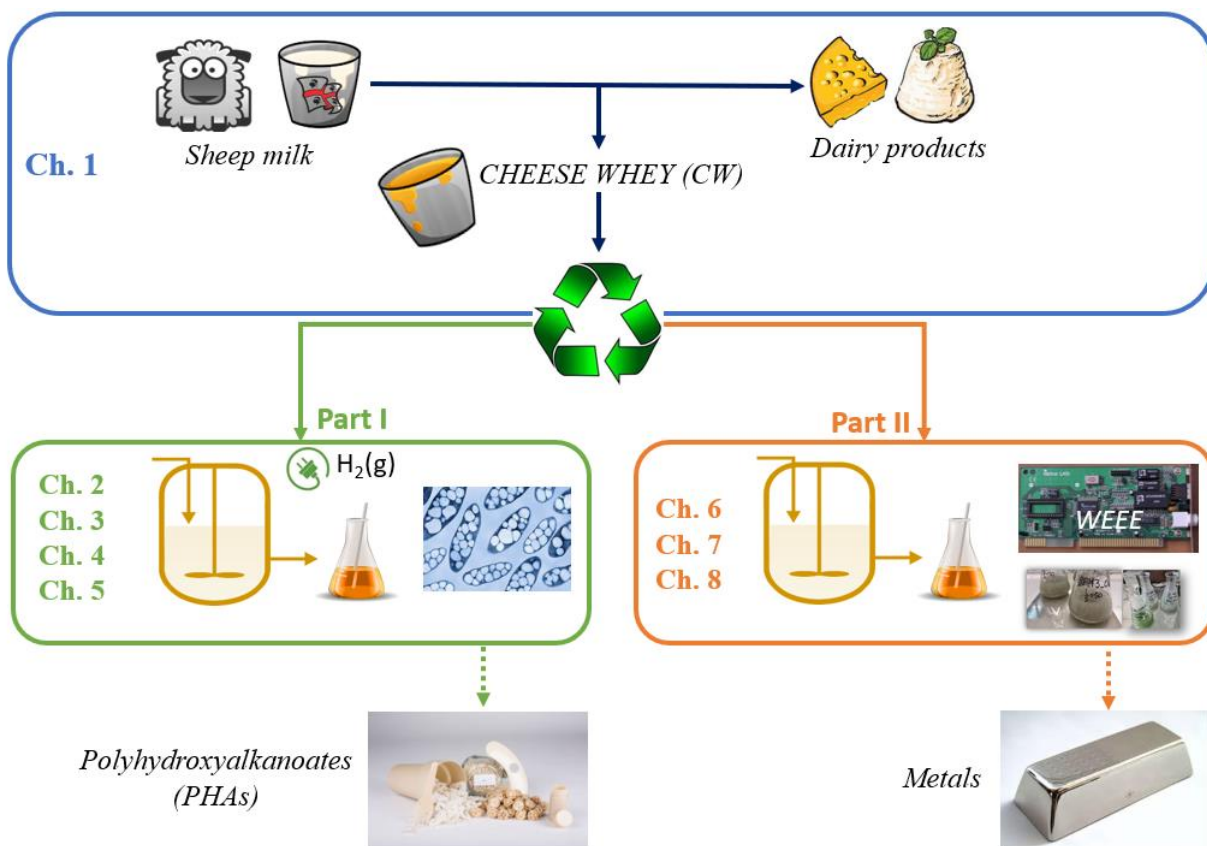 Sheep milk
Dairy products
Ch. 1
CHEESE WHEY (CW)
Part I
Part II
H₂(g)
Ch. 2
Ch. 3
Ch. 4
Ch. 5
Ch. 6
Ch. 7
Ch. 8
WEEE
Polyhydroxyalkanoates
(PHAs)
Metals